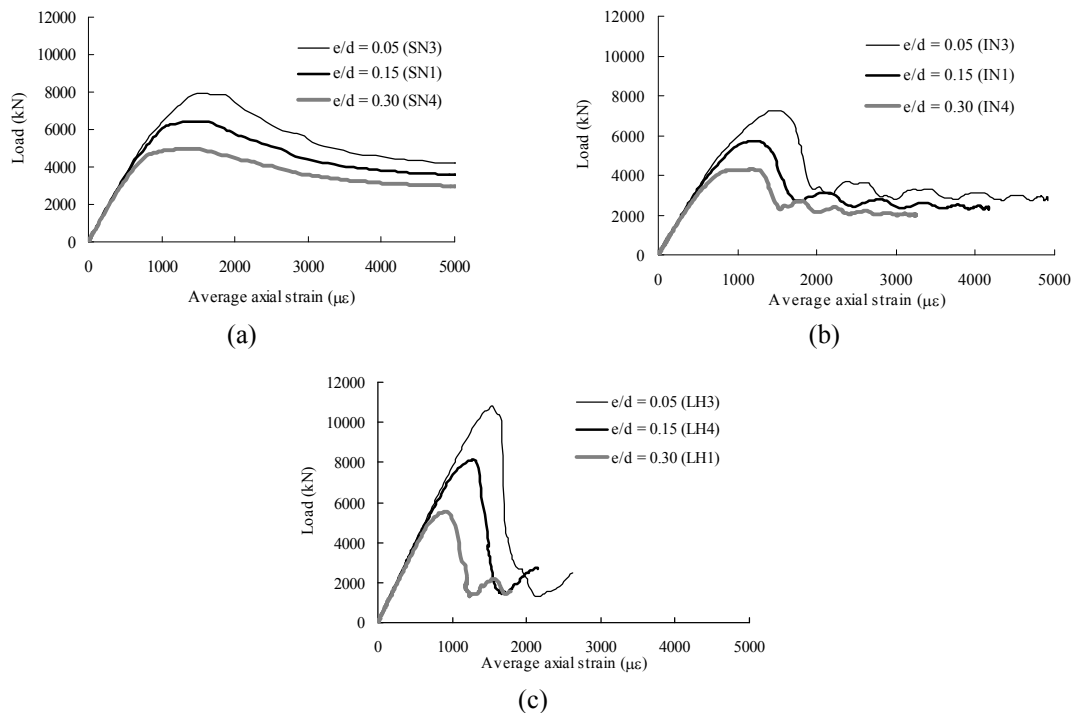 12000
10000
8000
6000
4000
2000
0
Load (kN)
e/d = 0.05 (SN3)
e/d = 0.15 (SN1)
e/d = 0.30 (SN4)
0 1000 2000 3000 4000 5000
Average axial strain (με)
(a)
12000
10000
8000
6000
4000
2000
0
Load (kN)
e/d = 0.05 (IN3)
e/d = 0.15 (IN1)
e/d = 0.30 (IN4)
0 1000 2000 3000 4000 5000
Average axial strain (με)
(b)
12000
10000
8000
6000
4000
2000
0
Load (kN)
e/d = 0.05 (LH3)
e/d = 0.15 (LH4)
e/d = 0.30 (LH1)
0 1000 2000 3000 4000 5000
Average axial strain (με)
(c)